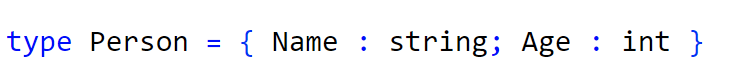 type Person = { Name : string; Age : int }